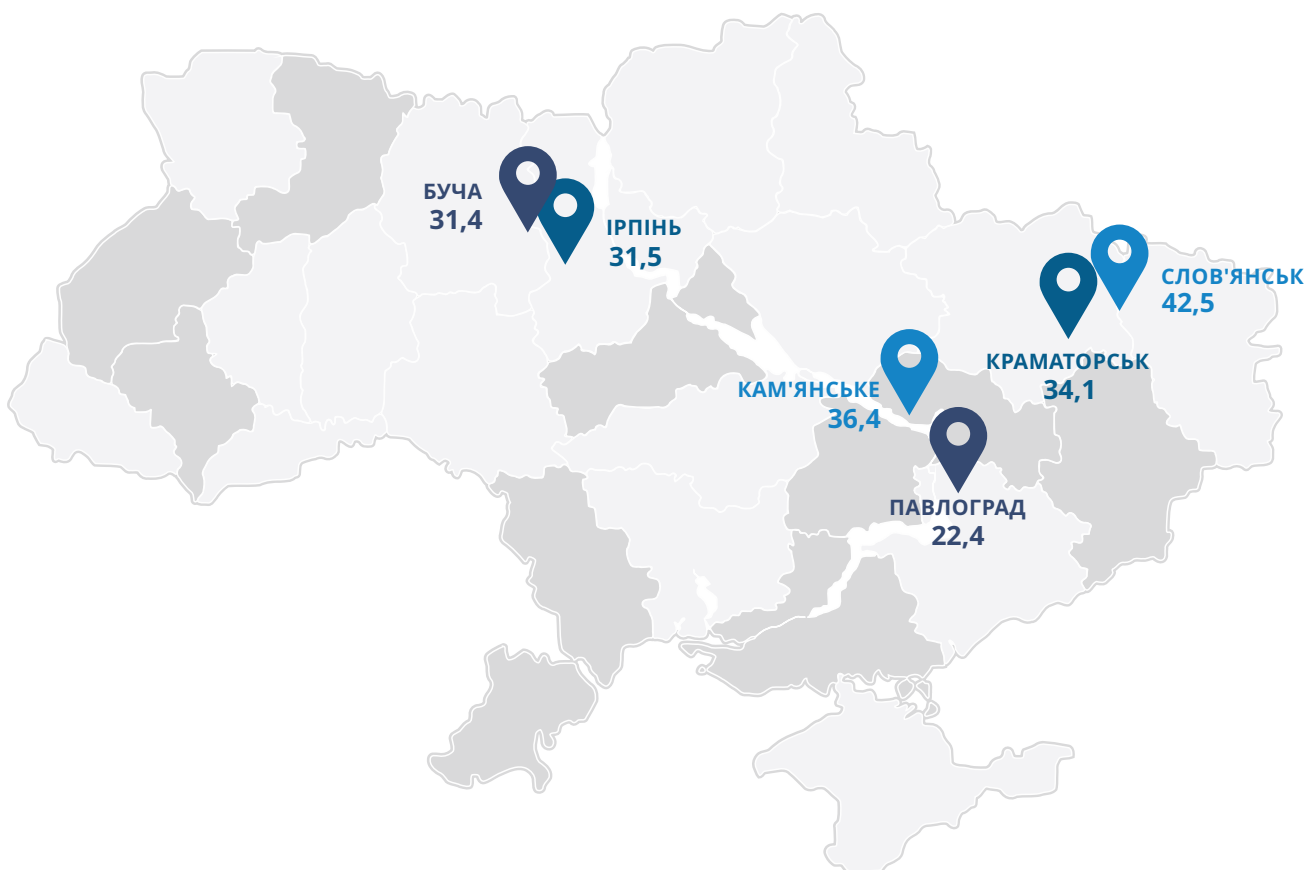 БУЧА
31,4
ІРПІНЬ
31,5
СЛОВ'ЯНСЬК
42,5
КРАМАТОРСЬК
34,1
КАМ'ЯНСЬКЕ
36,4
ПАВЛОГРАД
22,4